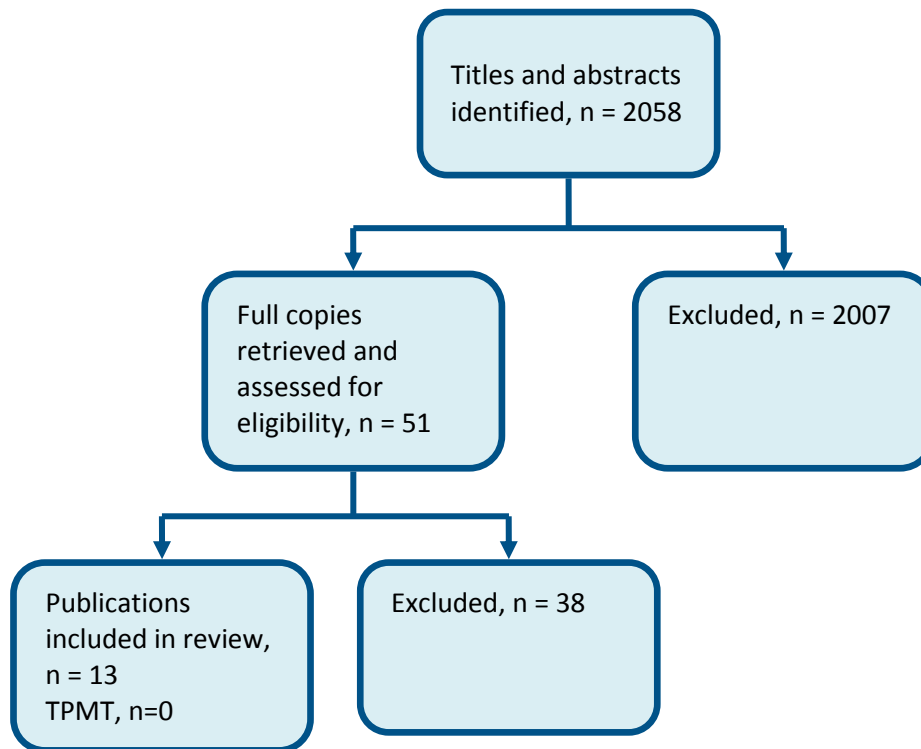 Titles and abstracts
identified, n = 2058
Full copies
retrieved and
assessed for
eligibility, n = 51
Excluded, n = 2007
Publications
included in review,
n = 13
TPMT, n=0
Excluded, n = 38